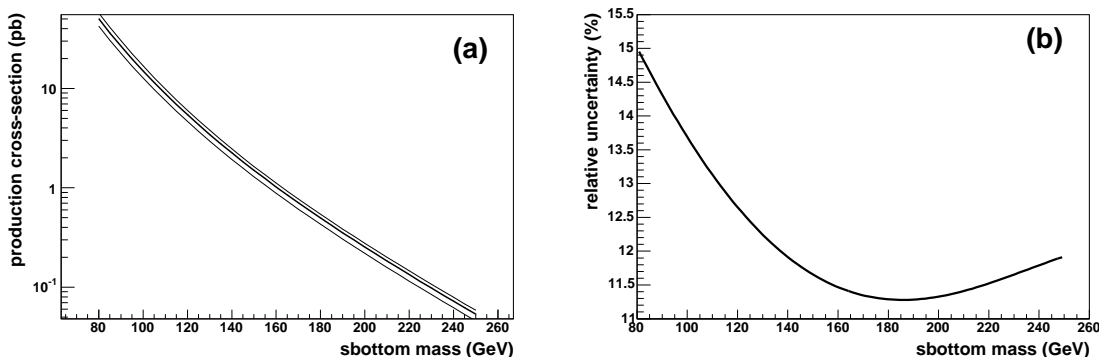 production cross-section (pb)
(a)
10
1
10⁻¹
80 100 120 140 160 180 200 220 240 260
sbottom mass (GeV)
relative uncertainty (%)
(b)
15.5
15
14.5
14
13.5
13
12.5
12
11.5
11
80 100 120 140 160 180 200 220 240 260
sbottom mass (GeV)